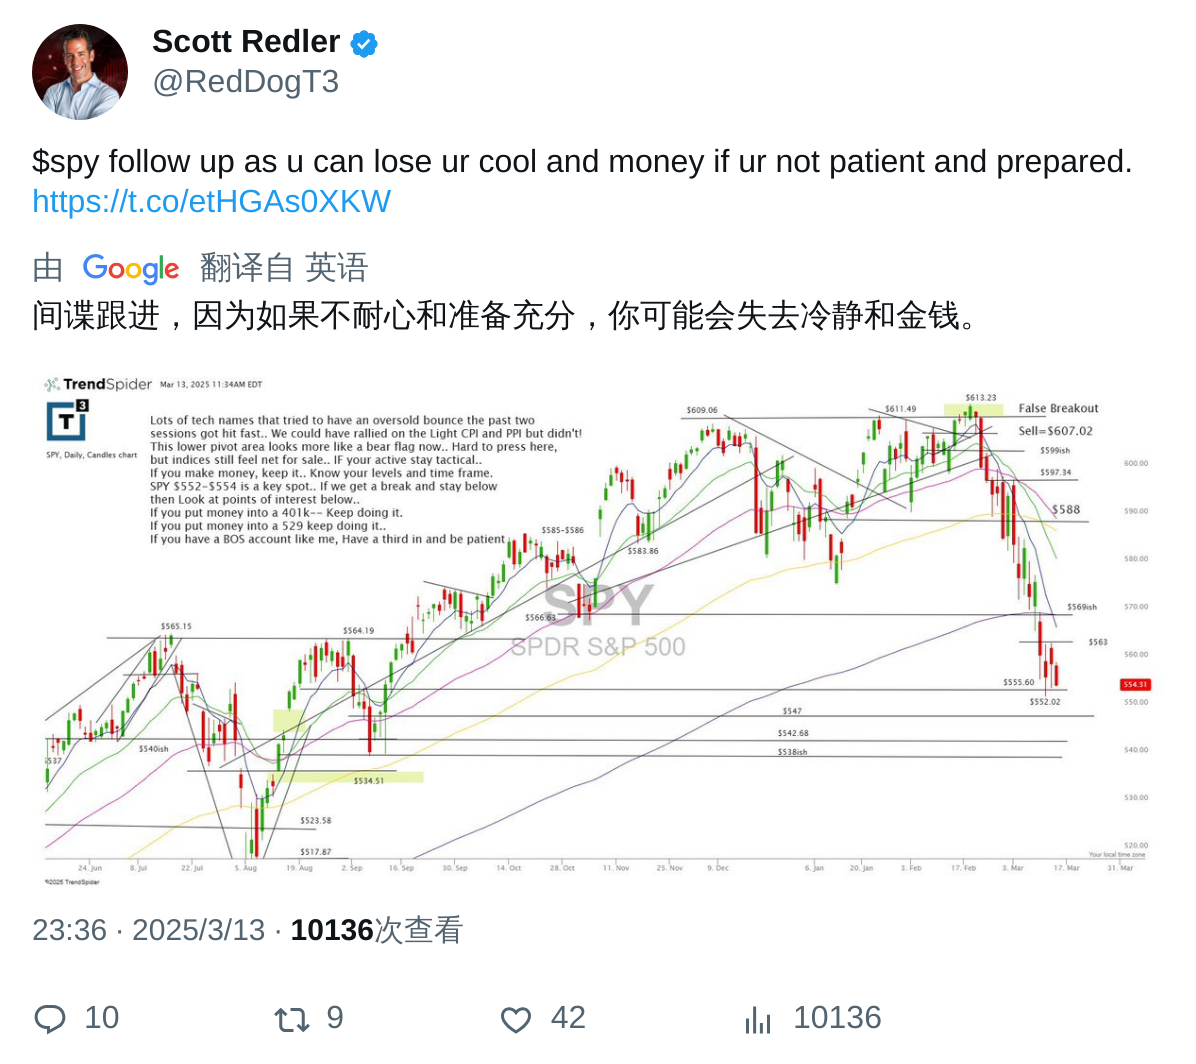 Scott Redler
@RedDogT3
$spy follow up as u can lose ur cool and money if ur not patient and prepared.
https://t.co/etHGAs0XKW
由 Google 翻译自 英语
间谍跟进，因为如果不耐心和准备充分，你可能会失去冷静和金钱。
TrendSpider Mar 13, 2025 11:34AM EDT
T3
SPY, Daily, Candles chart
Lots of tech names that tried to have an oversold bounce the past two
sessions got hit fast.. We could have rallied on the Light CPI and PPI but didn't!
This lower pivot area looks more like a bear flag now.. Hard to press here,
but indices still feel net for sale.. If your active stay tactical..
If you make money, keep it.. Know your levels and time frame.
SPY $552-$554 is a key spot.. If we get a break and stay below
then Look at points of interest below..
If you put money into a 401k-- Keep doing it.
If you put money into a 529 keep doing it..
If you have a BOS account like me, Have a third in and be patient
$613.23
$609.06
$611.49
False Breakout
Sell=$607.02
$599ish
$597.34
600.00
$588
590.00
$585-$586
$583.86
580.00
SPY
SPDR S&P 500
570.00
$569ish
$566.63
$565.15
$564.19
$563
560.00
$555.60
554.31
$552.02
550.00
$547
$542.68
$540ish
$538ish
540.00
$537
$534.51
530.00
$523.58
520.00
$517.87
Your local time zone
24. Jun 8. Jul 22. Jul 5. Aug 19. Aug 2. Sep 16. Sep 30. Sep 14. Oct 28. Oct 11. Nov 25. Nov 9. Dec 6. Jan 20. Jan 3. Feb 17. Feb 3. Mar 17. Mar 31. Mar
©2025 TrendSpider
23:36 · 2025/3/13 · 10136次查看
10 9 42 10136